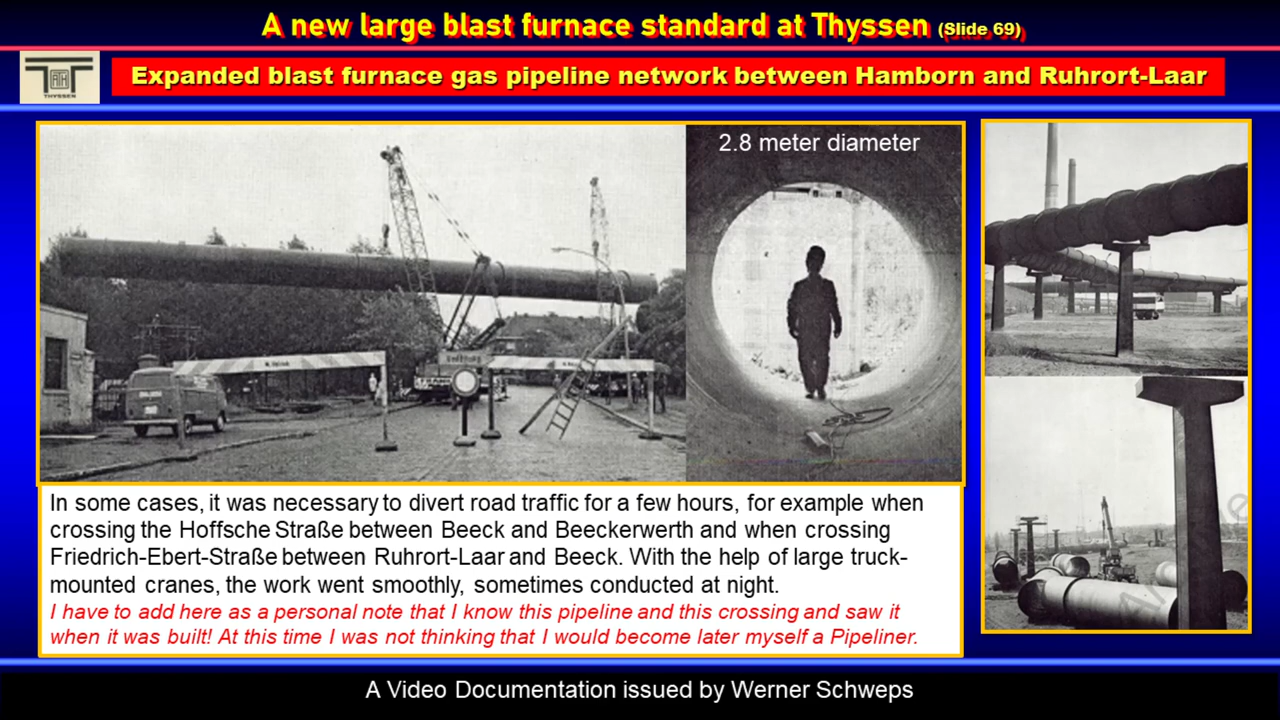 A new large blast furnace standard at Thyssen (Slide 69)
ATH
THYSSEN
Expanded blast furnace gas pipeline network between Hamborn and Ruhrort-Laar
2.8 meter diameter
In some cases, it was necessary to divert road traffic for a few hours, for example when
crossing the Hoffsche Straße between Beeck and Beeckerwerth and when crossing
Friedrich-Ebert-Straße between Ruhrort-Laar and Beeck. With the help of large truck-
mounted cranes, the work went smoothly, sometimes conducted at night.
I have to add here as a personal note that I know this pipeline and this crossing and saw it
when it was built! At this time I was not thinking that I would become later myself a Pipeliner.
A Video Documentation issued by Werner Schweps